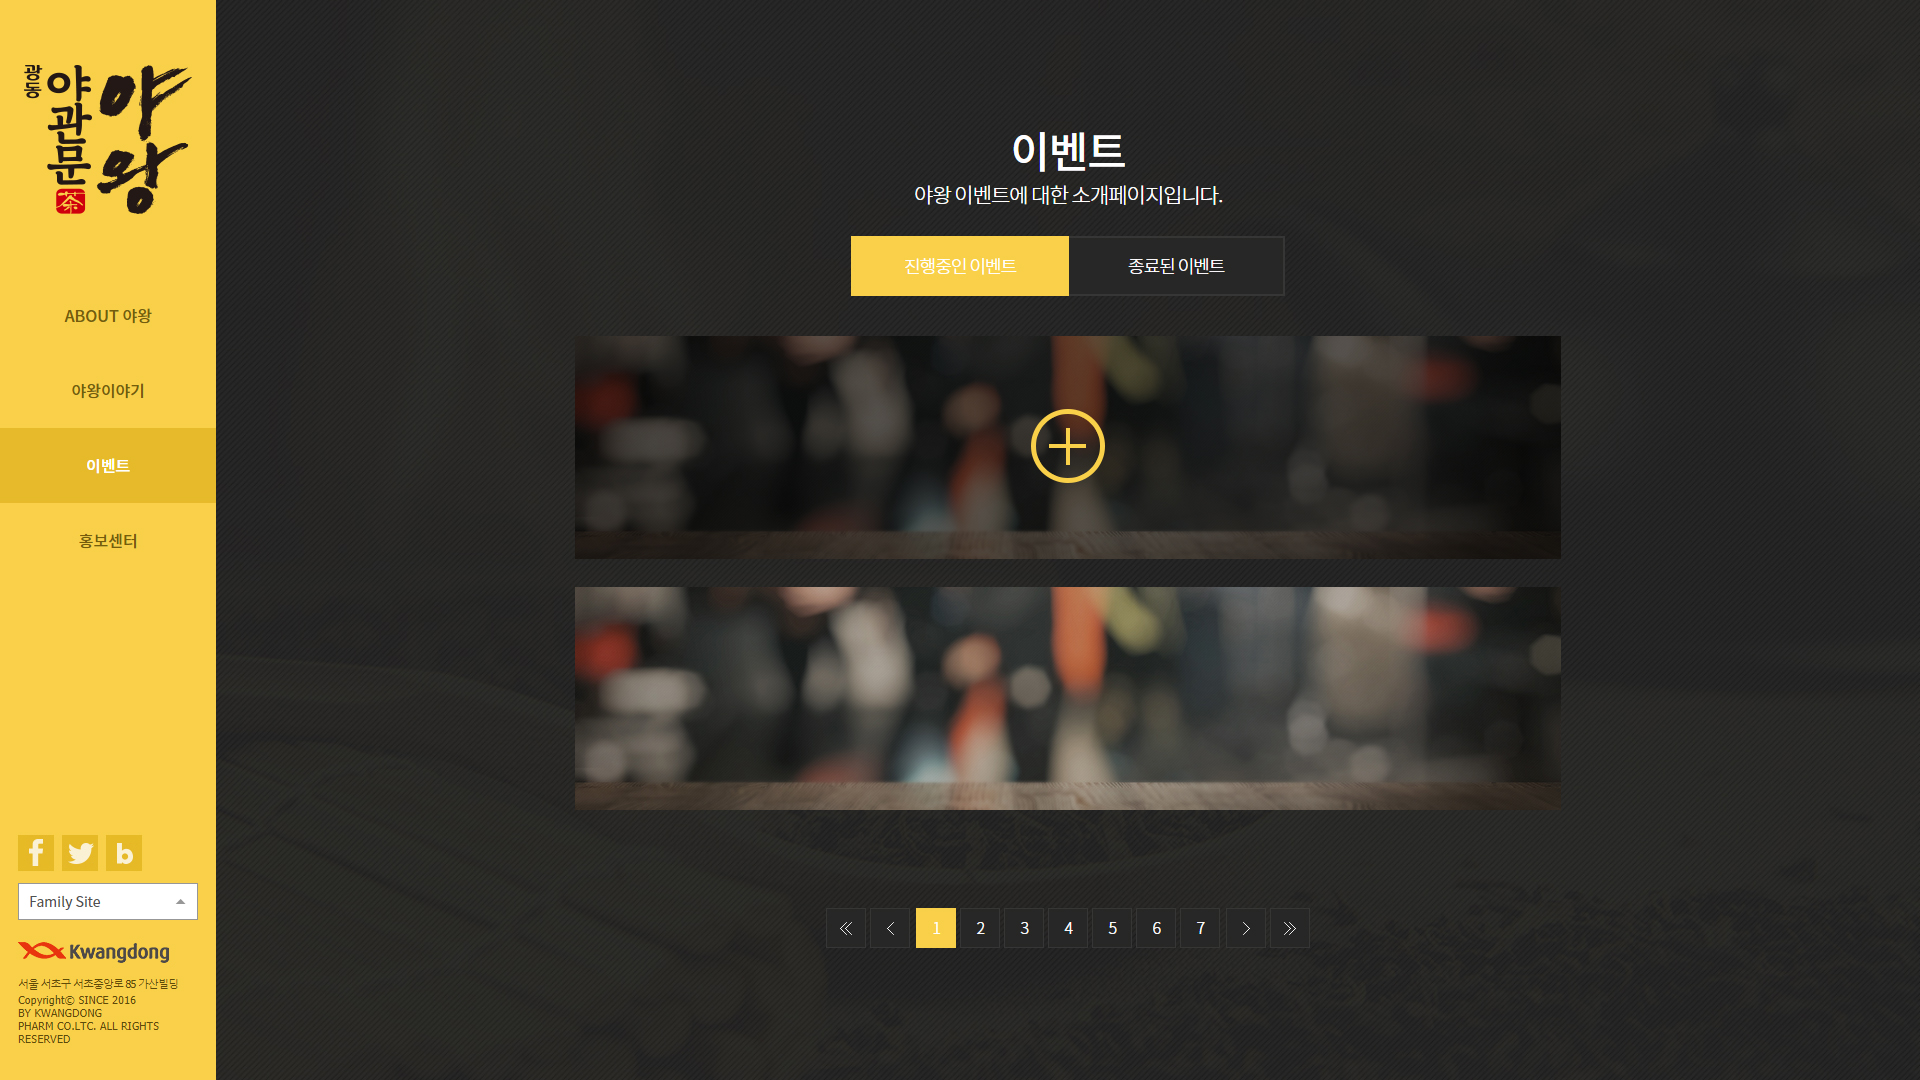 광동
야관문
야왕
茶
ABOUT 야왕
야왕이야기
이벤트
홍보센터
Family Site
Kwangdong
서울 서초구 서초중앙로 85 가산빌딩
Copyright© SINCE 2016
BY KWANGDONG
PHARM CO.LTC. ALL RIGHTS
RESERVED
이벤트
야왕 이벤트에 대한 소개페이지입니다.
진행중인 이벤트
종료된 이벤트
1 2 3 4 5 6 7